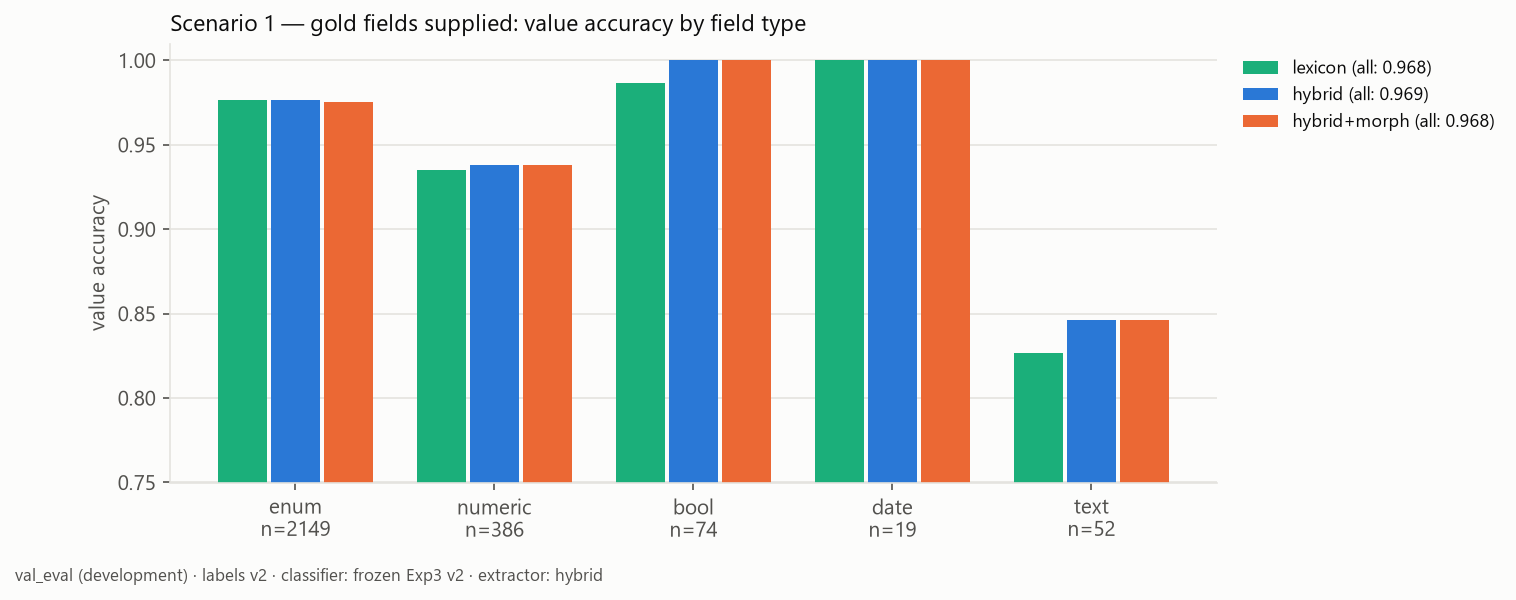 Scenario 1 — gold fields supplied: value accuracy by field type
lexicon (all: 0.968)
hybrid (all: 0.969)
hybrid+morph (all: 0.968)
value accuracy
1.00
0.95
0.90
0.85
0.80
0.75
enum
n=2149
numeric
n=386
bool
n=74
date
n=19
text
n=52
val_eval (development) · labels v2 · classifier: frozen Exp3 v2 · extractor: hybrid